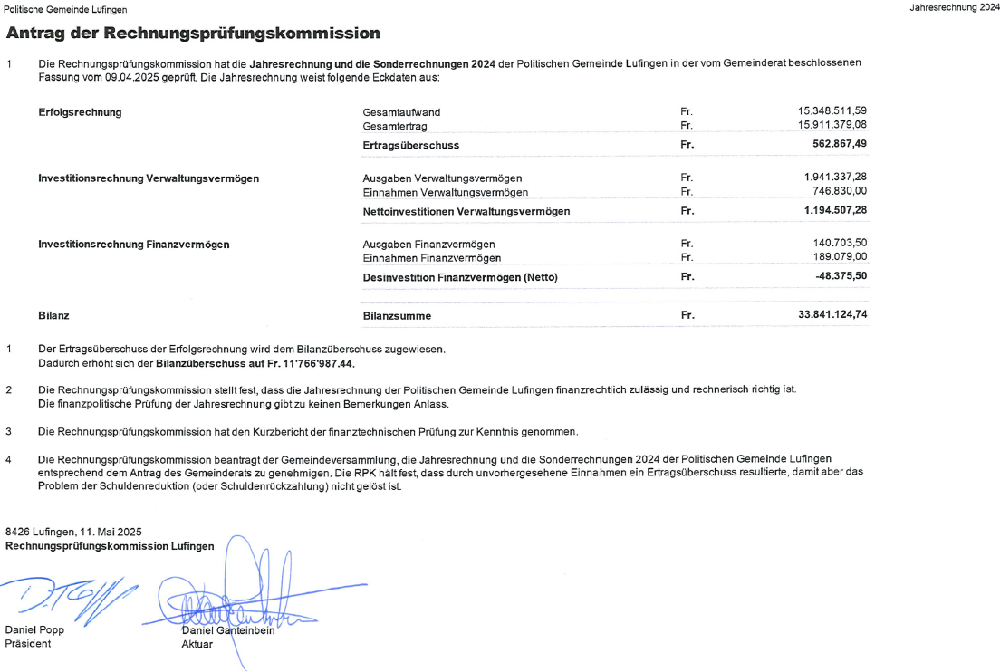 Politische Gemeinde Lufingen
Jahresrechnung 2024
Antrag der Rechnungsprüfungskommission
1 Die Rechnungsprüfungskommission hat die Jahresrechnung und die Sonderrechnungen 2024 der Politischen Gemeinde Lufingen in der vom Gemeinderat beschlossenen
Fassung vom 09.04.2025 geprüft. Die Jahresrechnung weist folgende Eckdaten aus:
Erfolgsrechnung Gesamtaufwand Fr. 15.348.511,59
Gesamtertrag Fr. 15.911.379,08
Ertragsüberschuss Fr. 562.867,49
Investitionsrechnung Verwaltungsvermögen Ausgaben Verwaltungsvermögen Fr. 1.941.337,28
Einnahmen Verwaltungsvermögen Fr. 746.830,00
Nettoinvestitionen Verwaltungsvermögen Fr. 1.194.507,28
Investitionsrechnung Finanzvermögen Ausgaben Finanzvermögen Fr. 140.703,50
Einnahmen Finanzvermögen Fr. 189.079,00
Desinvestition Finanzvermögen (Netto) Fr. -48.375,50
Bilanz Bilanzsumme Fr. 33.841.124,74
1 Der Ertragsüberschuss der Erfolgsrechnung wird dem Bilanzüberschuss zugewiesen.
Dadurch erhöht sich der Bilanzüberschuss auf Fr. 11'766'987.44.
2 Die Rechnungsprüfungskommission stellt fest, dass die Jahresrechnung der Politischen Gemeinde Lufingen finanzrechtlich zulässig und rechnerisch richtig ist.
Die finanzpolitische Prüfung der Jahresrechnung gibt zu keinen Bemerkungen Anlass.
3 Die Rechnungsprüfungskommission hat den Kurzbericht der finanztechnischen Prüfung zur Kenntnis genommen.
4 Die Rechnungsprüfungskommission beantragt der Gemeindeversammlung, die Jahresrechnung und die Sonderrechnungen 2024 der Politischen Gemeinde Lufingen
entsprechend dem Antrag des Gemeinderats zu genehmigen. Die RPK hält fest, dass durch unvorhergesehene Einnahmen ein Ertragsüberschuss resultierte, damit aber das
Problem der Schuldenreduktion (oder Schuldenrückzahlung) nicht gelöst ist.
8426 Lufingen, 11. Mai 2025
Rechnungsprüfungskommission Lufingen
Daniel Popp Daniel Ganteinbein
Präsident Aktuar